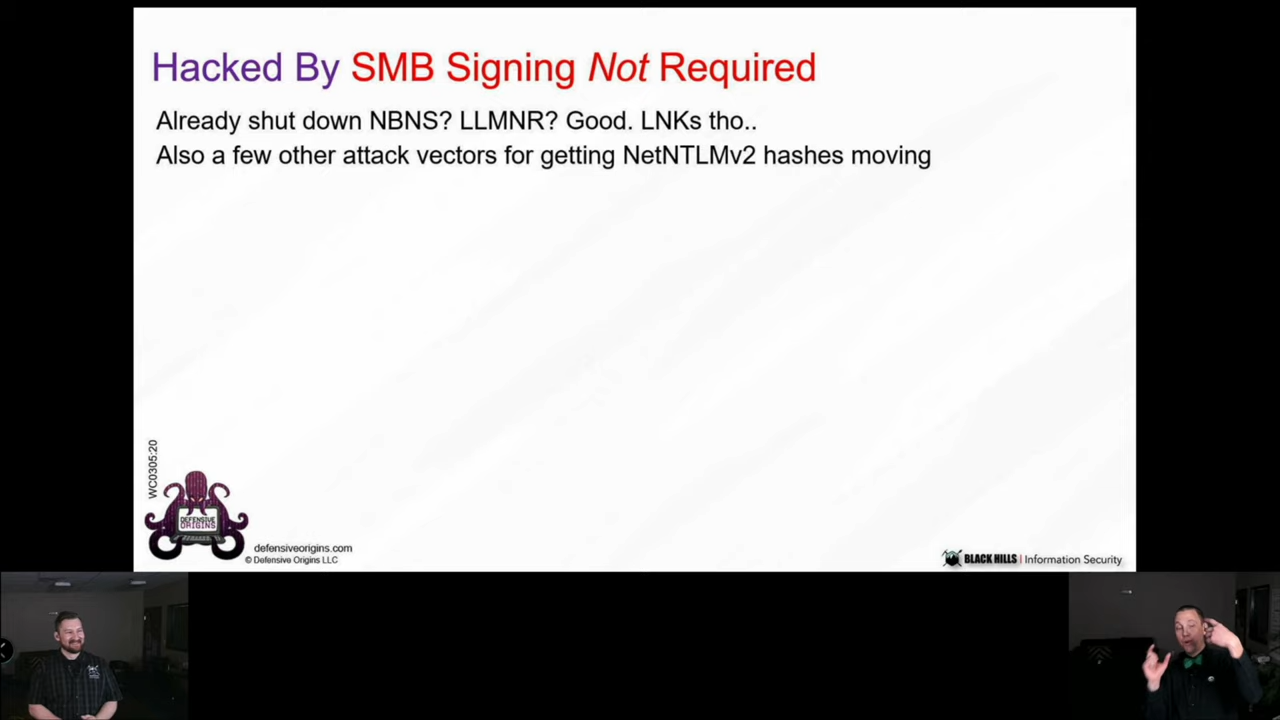 Hacked By SMB Signing Not Required
Already shut down NBNS? LLMNR? Good. LNKs tho..
Also a few other attack vectors for getting NetNTLMv2 hashes moving
WC0305:20
DEFENSIVE
ORIGINS
defensiveorigins.com
© Defensive Origins LLC
BLACK HILLS | Information Security